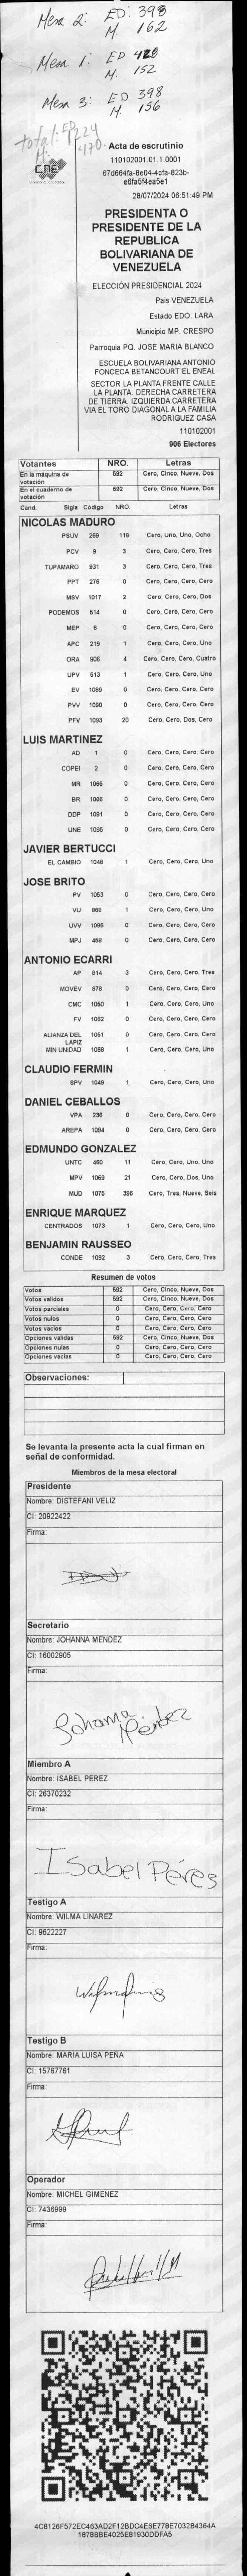 Mesa 2: ED: 398
M. 162
Mesa 1: ED 428
M. 152
Mesa 3: ED 398
M. 156
total: ED 1224
M: 470
CNE
Acta de escrutinio
110102001.01.1.0001
67d664fa-8e04-4cfa-823b-
e6fa5f4ea5e1
28/07/2024 06:51:49 PM
PRESIDENTA O
PRESIDENTE DE LA
REPUBLICA
BOLIVARIANA DE
VENEZUELA
ELECCIÓN PRESIDENCIAL 2024
Pais VENEZUELA
Estado EDO. LARA
Municipio MP. CRESPO
Parroquia PQ. JOSE MARIA BLANCO
ESCUELA BOLIVARIANA ANTONIO
FONCECA BETANCOURT EL ENEAL
SECTOR LA PLANTA FRENTE CALLE
LA PLANTA. DERECHA CARRETERA
DE TIERRA. IZQUIERDA CARRETERA
VIA EL TORO DIAGONAL A LA FAMILIA
RODRIGUEZ CASA
110102001
906 Electores
Votantes NRO. Letras
En la máquina de votación 592 Cero, Cinco, Nueve, Dos
En el cuaderno de votación 592 Cero, Cinco, Nueve, Dos
Cand. Sigla Código NRO. Letras
NICOLAS MADURO
PSUV 269 118 Cero, Uno, Uno, Ocho
PCV 9 3 Cero, Cero, Cero, Tres
TUPAMARO 931 3 Cero, Cero, Cero, Tres
PPT 276 0 Cero, Cero, Cero, Cero
MSV 1017 2 Cero, Cero, Cero, Dos
PODEMOS 514 0 Cero, Cero, Cero, Cero
MEP 6 0 Cero, Cero, Cero, Cero
APC 219 1 Cero, Cero, Cero, Uno
ORA 906 4 Cero, Cero, Cero, Cuatro
UPV 513 1 Cero, Cero, Cero, Uno
EV 1089 0 Cero, Cero, Cero, Cero
PVV 1090 0 Cero, Cero, Cero, Cero
PFV 1093 20 Cero, Cero, Dos, Cero
LUIS MARTINEZ
AD 1 0 Cero, Cero, Cero, Cero
COPEI 2 0 Cero, Cero, Cero, Cero
MR 1065 0 Cero, Cero, Cero, Cero
BR 1066 0 Cero, Cero, Cero, Cero
DDP 1091 0 Cero, Cero, Cero, Cero
UNE 1095 0 Cero, Cero, Cero, Cero
JAVIER BERTUCCI
EL CAMBIO 1048 1 Cero, Cero, Cero, Uno
JOSE BRITO
PV 1053 0 Cero, Cero, Cero, Cero
VU 969 1 Cero, Cero, Cero, Uno
UVV 1096 0 Cero, Cero, Cero, Cero
MPJ 459 0 Cero, Cero, Cero, Cero
ANTONIO ECARRI
AP 814 3 Cero, Cero, Cero, Tres
MOVEV 878 0 Cero, Cero, Cero, Cero
CMC 1050 1 Cero, Cero, Cero, Uno
FV 1062 0 Cero, Cero, Cero, Cero
ALIANZA DEL LAPIZ 1051 0 Cero, Cero, Cero, Cero
MIN UNIDAD 1068 1 Cero, Cero, Cero, Uno
CLAUDIO FERMIN
SPV 1049 1 Cero, Cero, Cero, Uno
DANIEL CEBALLOS
VPA 236 0 Cero, Cero, Cero, Cero
AREPA 1094 0 Cero, Cero, Cero, Cero
EDMUNDO GONZALEZ
UNTC 460 11 Cero, Cero, Uno, Uno
MPV 1069 21 Cero, Cero, Dos, Uno
MUD 1075 396 Cero, Tres, Nueve, Seis
ENRIQUE MARQUEZ
CENTRADOS 1073 1 Cero, Cero, Cero, Uno
BENJAMIN RAUSSEO
CONDE 1092 3 Cero, Cero, Cero, Tres
Resumen de votos
Votos 592 Cero, Cinco, Nueve, Dos
Votos validos 592 Cero, Cinco, Nueve, Dos
Votos parciales 0 Cero, Cero, Cero, Cero
Votos nulos 0 Cero, Cero, Cero, Cero
Votos vacios 0 Cero, Cero, Cero, Cero
Opciones validas 592 Cero, Cinco, Nueve, Dos
Opciones nulas 0 Cero, Cero, Cero, Cero
Opciones vacias 0 Cero, Cero, Cero, Cero
Observaciones:
Se levanta la presente acta la cual firman en
señal de conformidad.
Miembros de la mesa electoral
Presidente
Nombre: DISTEFANI VELIZ
CI: 20922422
Firma:
Secretario
Nombre: JOHANNA MENDEZ
CI: 16002905
Firma:
Johanna
Méndez
Miembro A
Nombre: ISABEL PEREZ
CI: 26370232
Firma:
Isabel Péres
Testigo A
Nombre: WILMA LINAREZ
CI: 9622227
Firma:
Testigo B
Nombre: MARIA LUISA PEÑA
CI: 15767761
Firma:
Operador
Nombre: MICHEL GIMENEZ
CI: 7436999
Firma:
4C8126F572EC463AD2F12BDC4E6E77BE7032B4364A
1878BBE4025E81930DDFA5